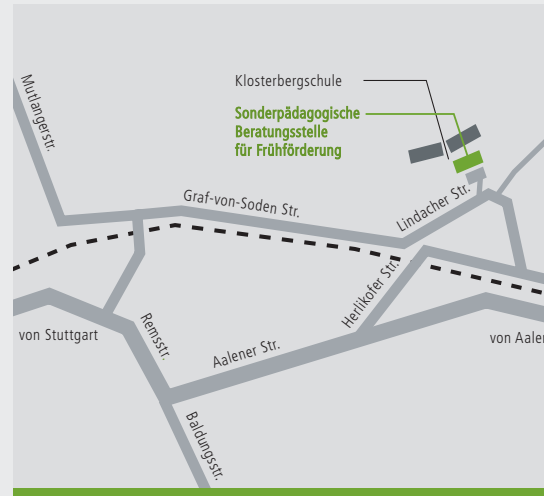 Mutlangerstr.
Klosterbergschule
Sonderpädagogische
Beratungsstelle
für Frühförderung
Graf-von-Soden Str.
Lindacher Str.
Herlikofer Str.
von Stuttgart
Remsstr.
Aalener Str.
von Aalen
Baldungsstr.